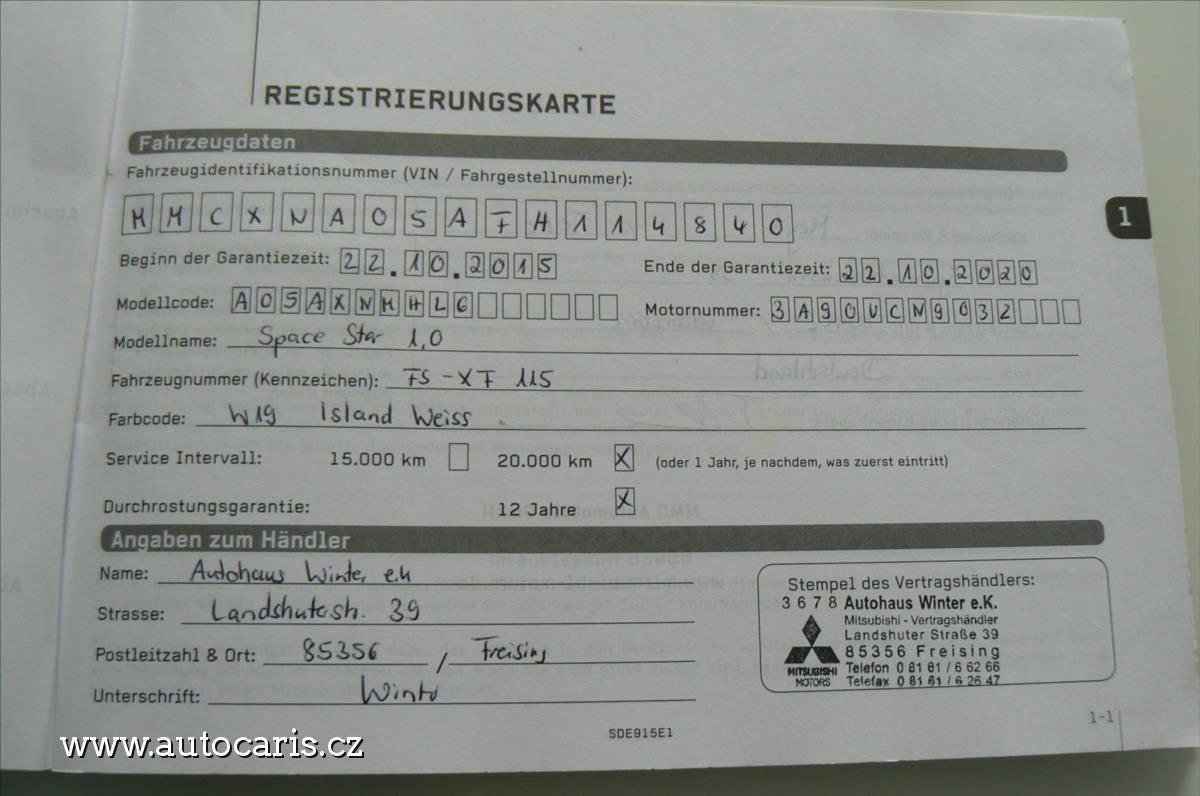 REGISTRIERUNGSKARTE
Fahrzeugdaten
Fahrzeugidentifikationsnummer (VIN / Fahrgestellnummer):
MMCXNA05AFH114840
1
Beginn der Garantiezeit: 22.10.2015
Ende der Garantiezeit: 22.10.2020
Modellcode: A05AXNMHL6
Motornummer: 3A90UCN9032
Modellname: Space Star 1,0
Fahrzeugnummer (Kennzeichen): FS-XF 115
Farbcode: W19 Island Weiss
Service Intervall: 15.000 km 20.000 km X (oder 1 Jahr, je nachdem, was zuerst eintritt)
Durchrostungsgarantie: 12 Jahre X
Angaben zum Händler
Name: Autohaus Winter e.K
Strasse: Landshuterstr. 39
Postleitzahl & Ort: 85356 / Freising
Unterschrift: Winter
Stempel des Vertragshändlers:
3678 Autohaus Winter e.K.
Mitsubishi - Vertragshändler
Landshuter Straße 39
85356 Freising
Telefon 0 81 61 / 6 62 66
Telefax 0 81 61 / 6 26 47
MITSUBISHI
MOTORS
1-1
SDE915E1
www.autocaris.cz